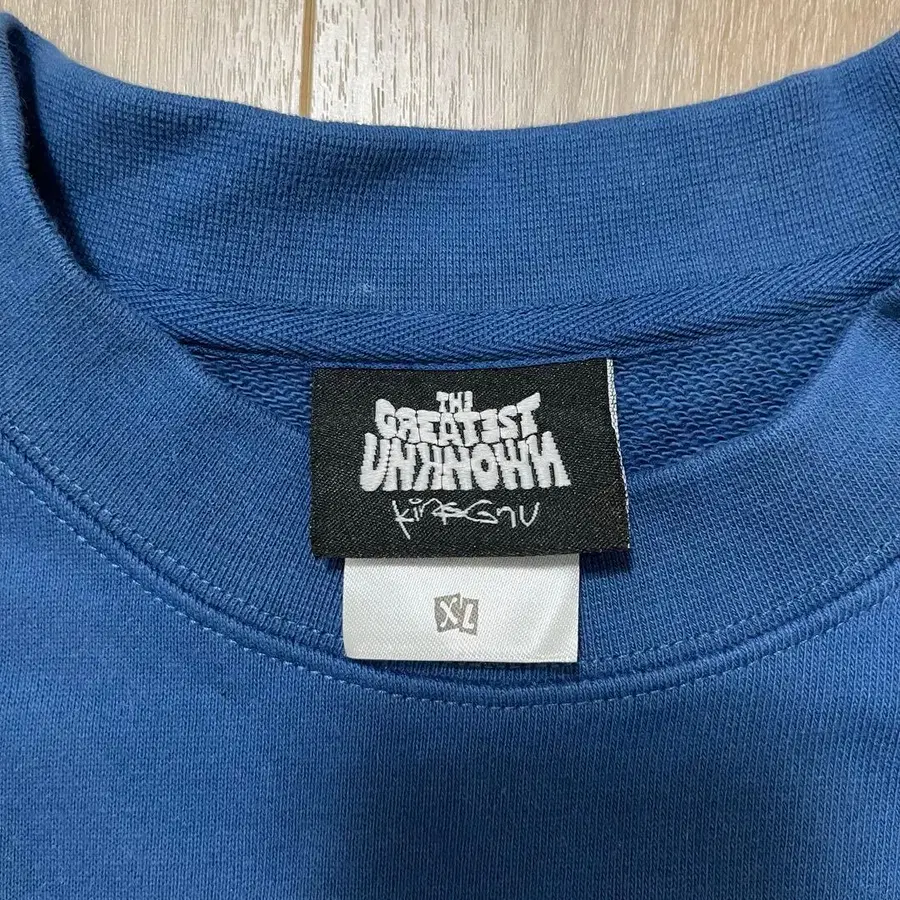 THE
GREATEST
UNKNOWN
King Gnu
XL